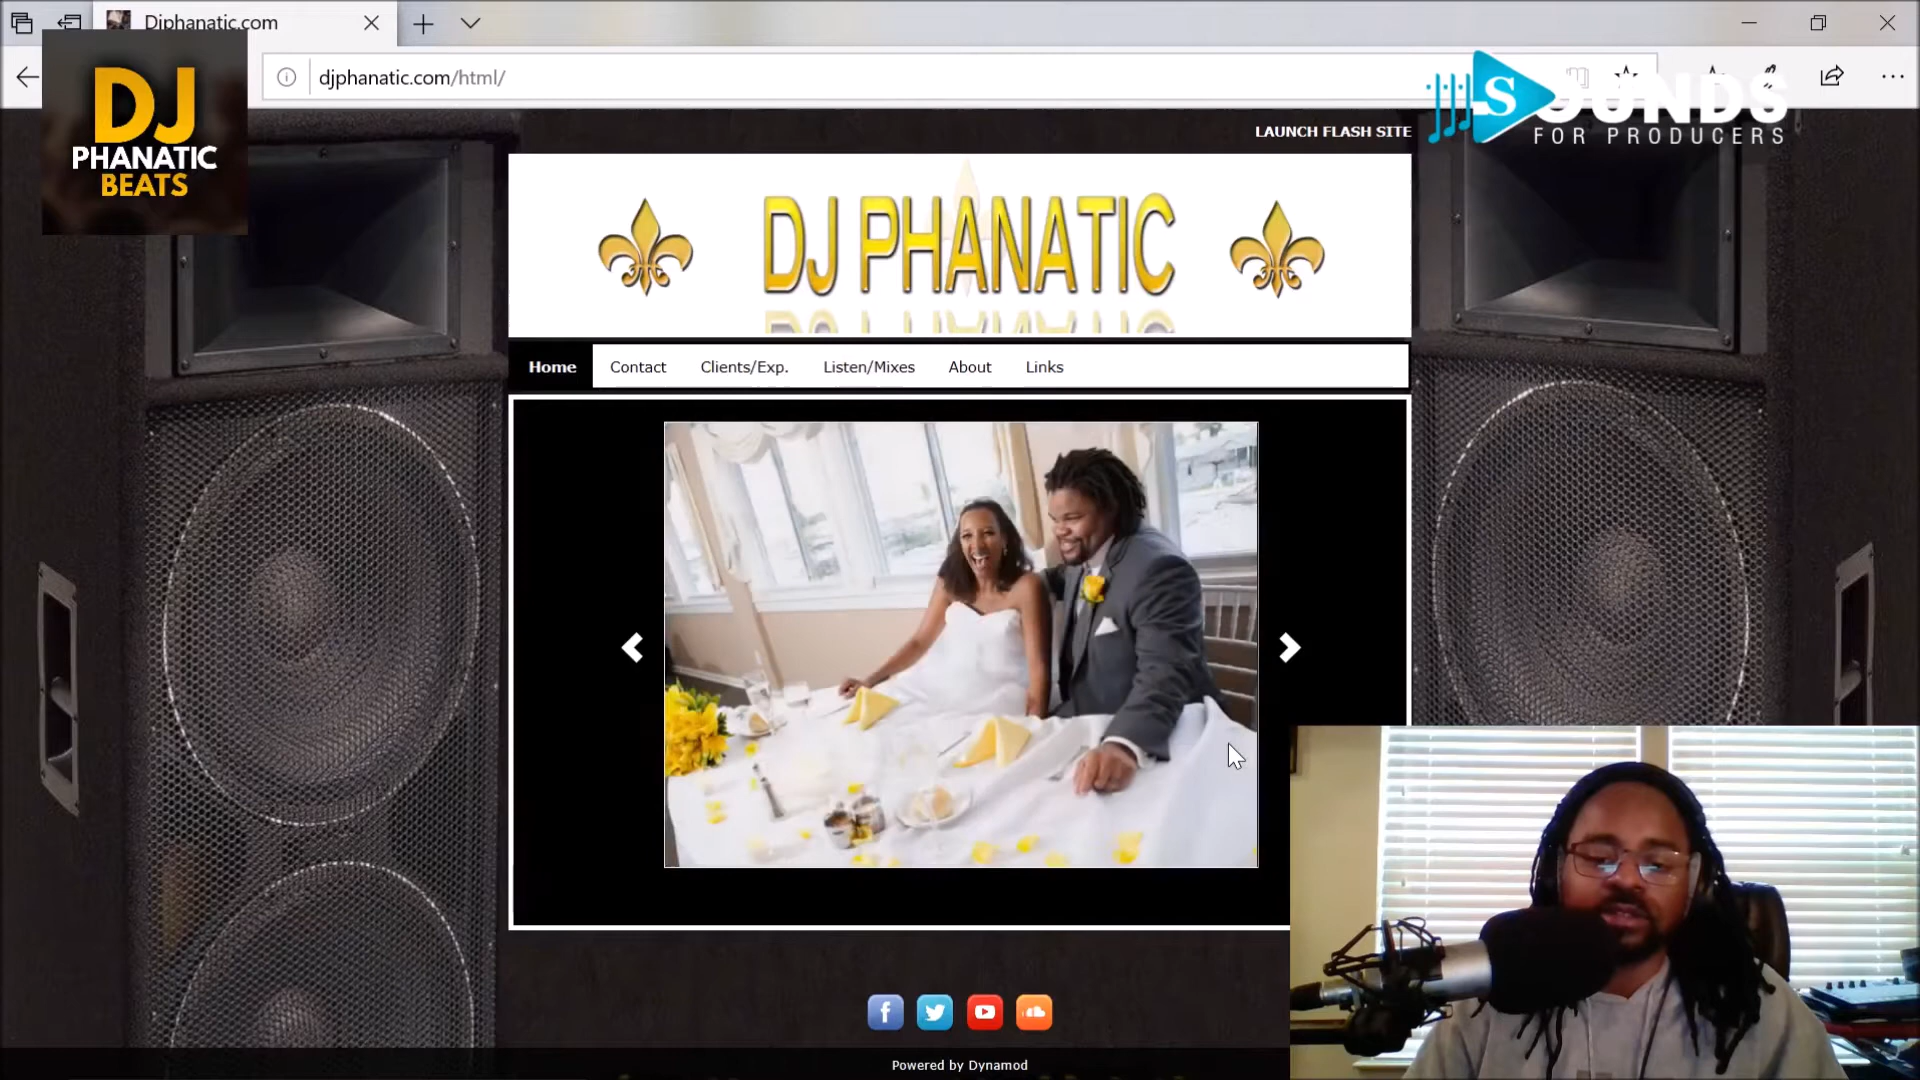 Djphanatic.com
djphanatic.com/html/
DJ
PHANATIC
BEATS
SOUNDS
FOR PRODUCERS
LAUNCH FLASH SITE
DJ PHANATIC
Home Contact Clients/Exp. Listen/Mixes About Links
Powered by Dynamod